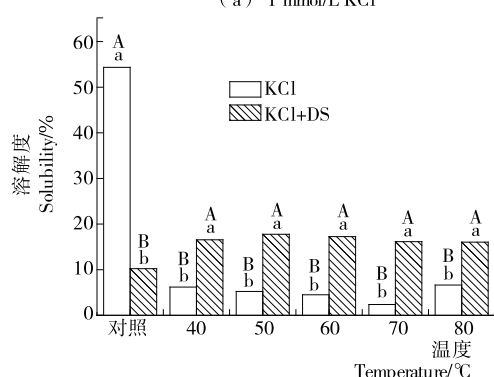 (a) 1 mmol/L KCl
溶解度
Solubility/%
60
50
40
30
20
10
0
KCl
KCl+DS
A
a
B
b
B
b
A
a
B
b
A
a
B
b
A
a
B
b
A
a
B
b
A
a
对照 40 50 60 70 80
温度
Temperature/℃